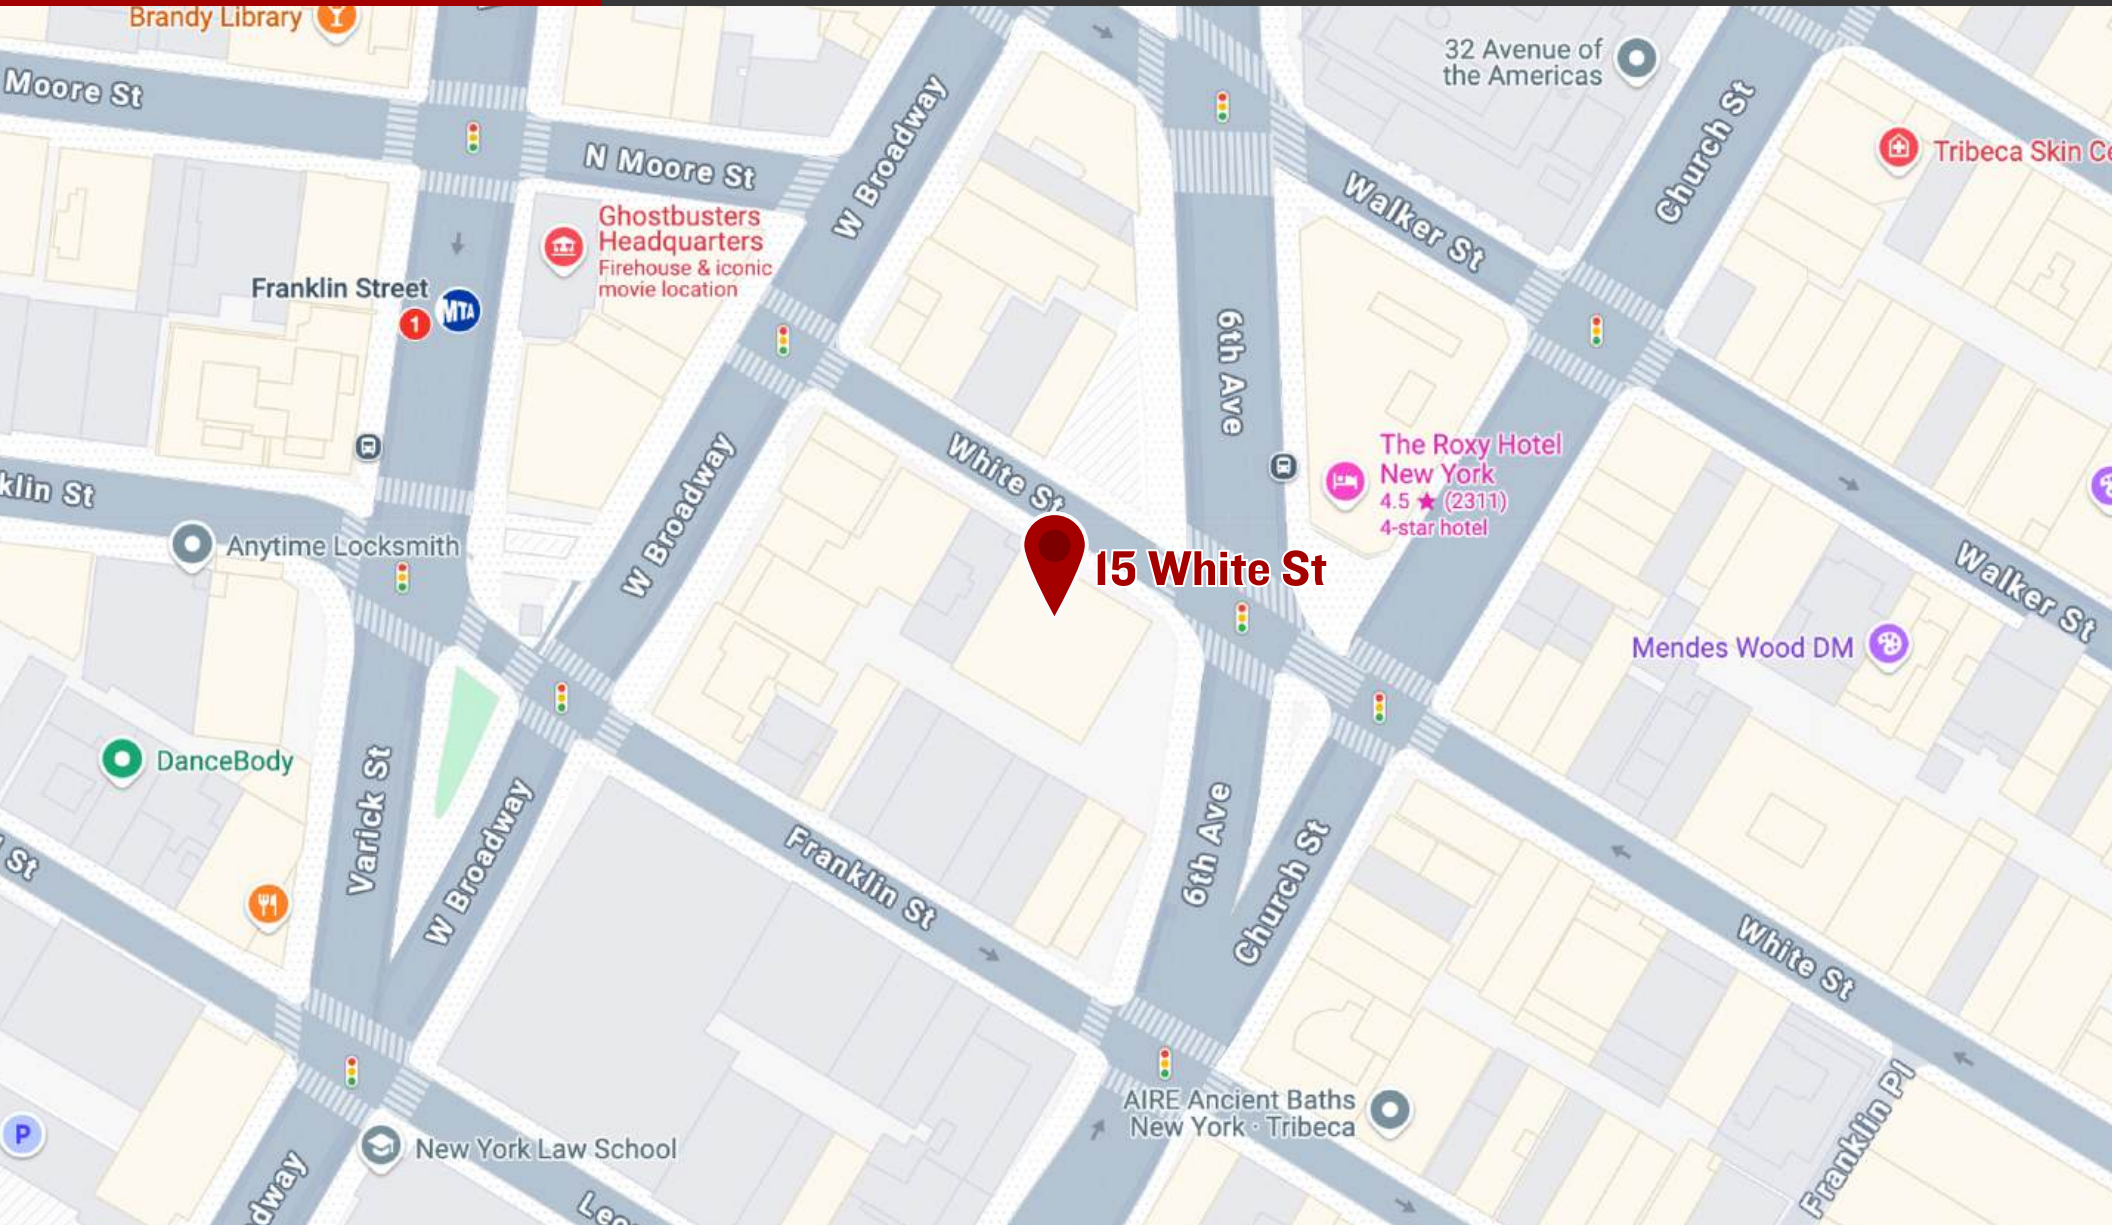 Brandy Library
Moore St
N Moore St
W Broadway
32 Avenue of
the Americas
Church St
Tribeca Skin Ce
Walker St
Ghostbusters
Headquarters
Firehouse & iconic
movie location
Franklin Street
1
MTA
6th Ave
The Roxy Hotel
New York
4.5 ★ (2311)
4-star hotel
White St
W Broadway
klin St
Anytime Locksmith
15 White St
Walker St
Mendes Wood DM
DanceBody
Varick St
W Broadway
St
Franklin St
6th Ave
Church St
White St
AIRE Ancient Baths
New York · Tribeca
Franklin Pl
P
New York Law School
dway
Leo